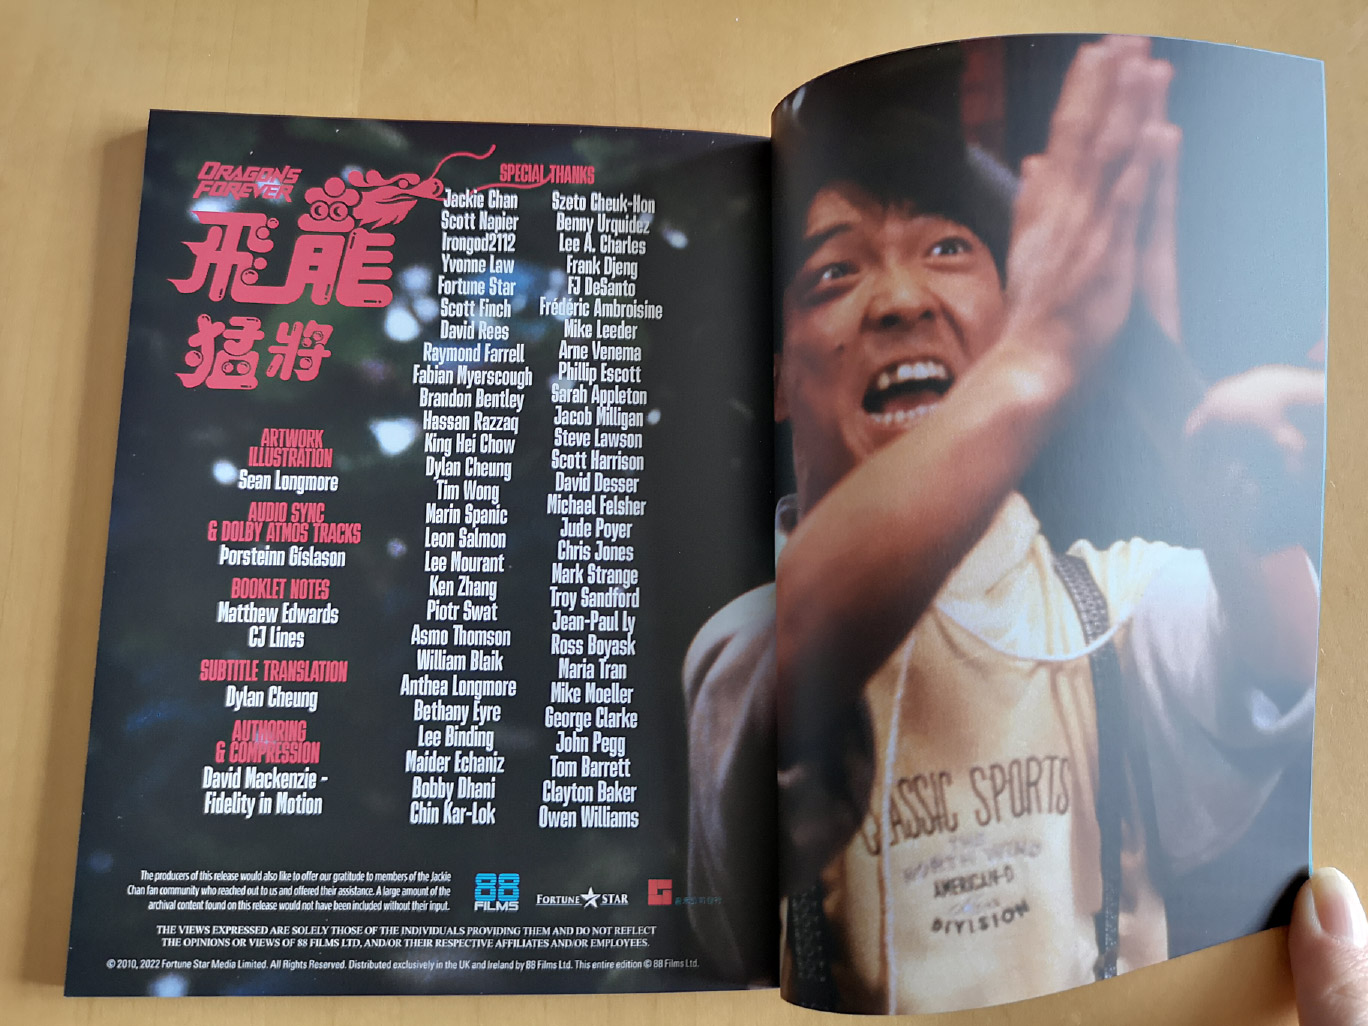 DRAGON'S
FOREVER
飛龍
猛將
ARTWORK
ILLUSTRATION
Sean Longmore
AUDIO SYNC
& DOLBY ATMOS TRACKS
Þorsteinn Gíslason
BOOKLET NOTES
Matthew Edwards
CJ Lines
SUBTITLE TRANSLATION
Dylan Cheung
AUTHORING
& COMPRESSION
David Mackenzie -
Fidelity in Motion
SPECIAL THANKS
Jackie Chan
Scott Napier
Irongod2112
Yvonne Law
Fortune Star
Scott Finch
David Rees
Raymond Farrell
Fabian Myerscough
Brandon Bentley
Hassan Razzaq
King Hei Chow
Dylan Cheung
Tim Wong
Marin Spanic
Leon Salmon
Lee Mourant
Ken Zhang
Piotr Swat
Asmo Thomson
William Blaik
Anthea Longmore
Bethany Eyre
Lee Binding
Maider Echaniz
Bobby Dhani
Chin Kar-Lok
Szeto Cheuk-Hon
Benny Urquidez
Lee A. Charles
Frank Djeng
FJ DeSanto
Frédéric Ambroisine
Mike Leeder
Arne Venema
Phillip Escott
Sarah Appleton
Jacob Milligan
Steve Lawson
Scott Harrison
David Desser
Michael Felsher
Jude Poyer
Chris Jones
Mark Strange
Troy Sandford
Jean-Paul Ly
Ross Boyask
Maria Tran
Mike Moeller
George Clarke
John Pegg
Tom Barrett
Clayton Baker
Owen Williams
The producers of this release would also like to offer our gratitude to members of the Jackie
Chan fan community who reached out to us and offered their assistance. A large amount of the
archival content found on this release would not have been included without their input.
88
FILMS
FORTUNE STAR
THE VIEWS EXPRESSED ARE SOLELY THOSE OF THE INDIVIDUALS PROVIDING THEM AND DO NOT REFLECT
THE OPINIONS OR VIEWS OF 88 FILMS LTD, AND/OR THEIR RESPECTIVE AFFILIATES AND/OR EMPLOYEES.
© 2010, 2022 Fortune Star Media Limited. All Rights Reserved. Distributed exclusively in the UK and Ireland by 88 Films Ltd. This entire edition © 88 Films Ltd.
CLASSIC SPORTS
THE
NORTH WIND
AMERICAN-D
DIVISION